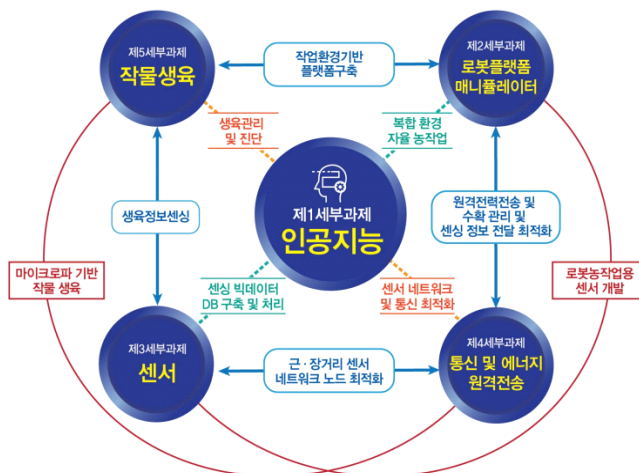 제5세부과제
작물생육
작업환경기반
플랫폼구축
제2세부과제
로봇플랫폼
매니퓰레이터
생육관리
및 진단
복합 환경
자율 농작업
제1세부과제
인공지능
생육정보센싱
원격전력전송 및
수확 관리 및
센싱 정보 전달 최적화
마이크로파 기반
작물 생육
센싱 빅데이터
DB 구축 및 처리
센서 네트워크
및 통신 최적화
로봇농작업용
센서 개발
제3세부과제
센서
근·장거리 센서
네트워크 노드 최적화
제4세부과제
통신 및 에너지
원격전송